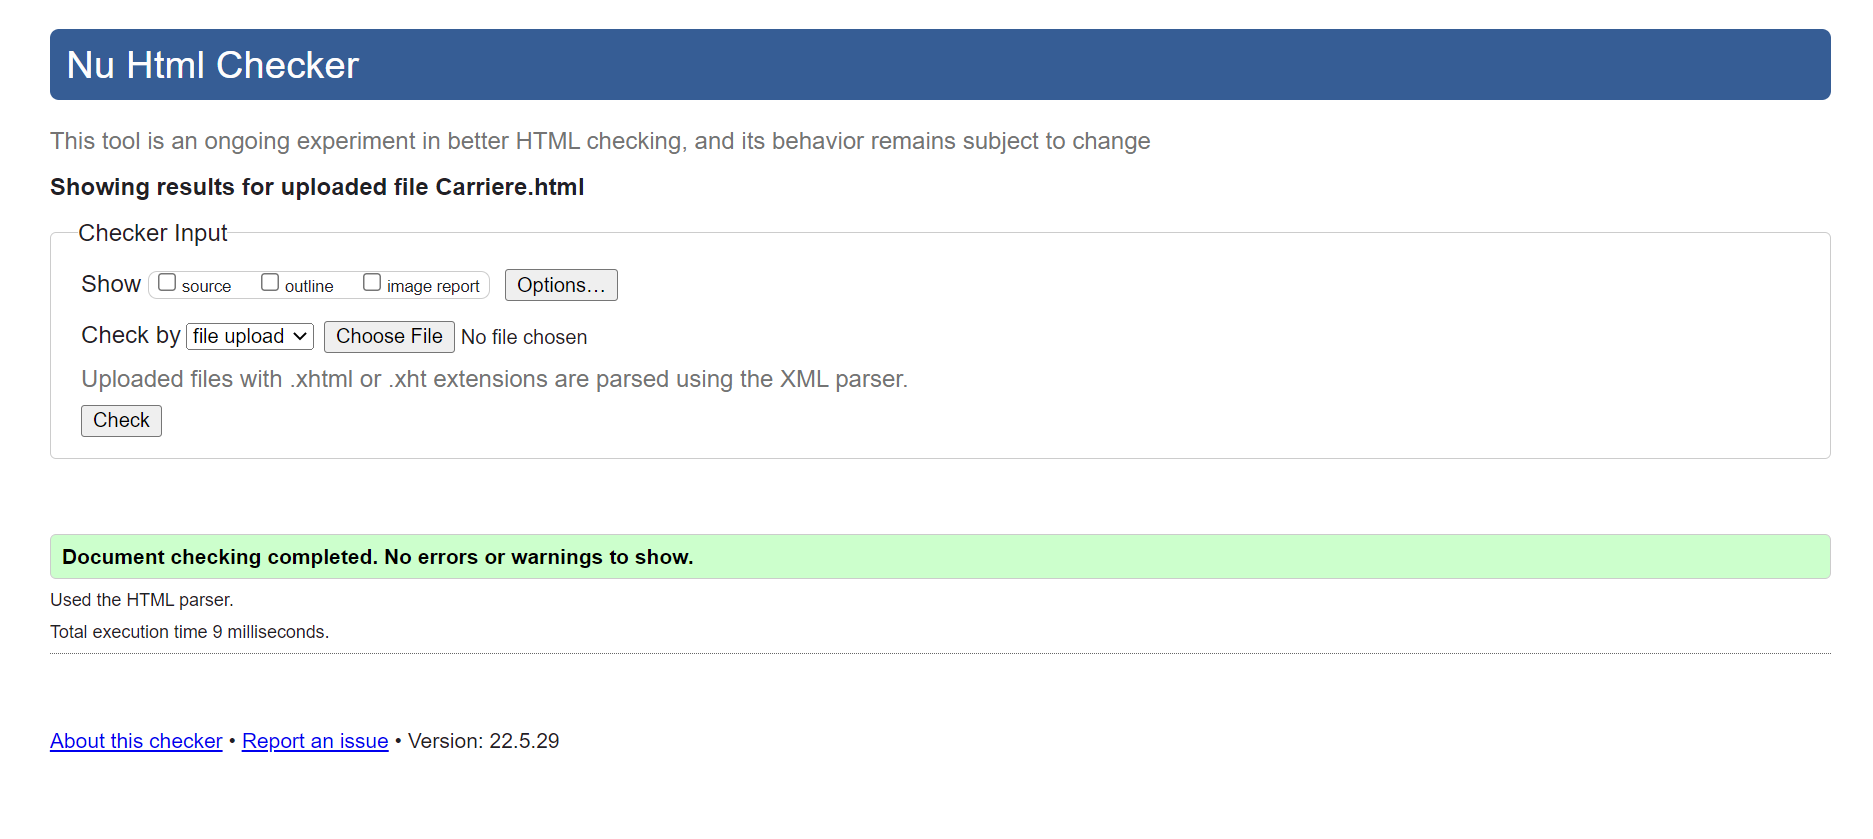 Nu Html Checker
This tool is an ongoing experiment in better HTML checking, and its behavior remains subject to change
Showing results for uploaded file Carriere.html
Checker Input
Show source outline image report Options…
Check by file upload Choose File No file chosen
Uploaded files with .xhtml or .xht extensions are parsed using the XML parser.
Check
Document checking completed. No errors or warnings to show.
Used the HTML parser.
Total execution time 9 milliseconds.
About this checker • Report an issue • Version: 22.5.29